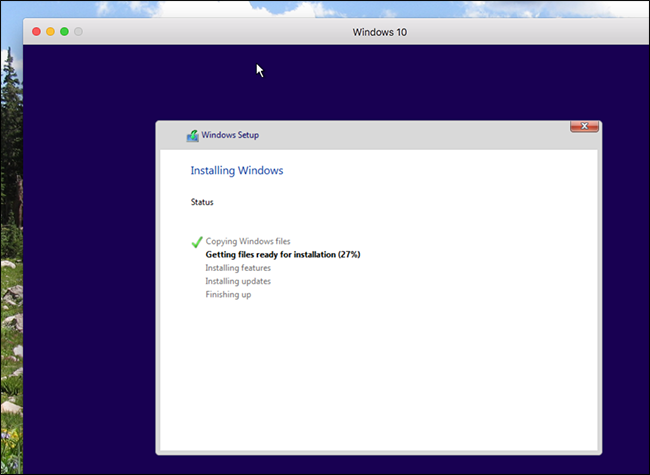 Windows 10
Windows Setup
Installing Windows
Status
Copying Windows files
Getting files ready for installation (27%)
Installing features
Installing updates
Finishing up